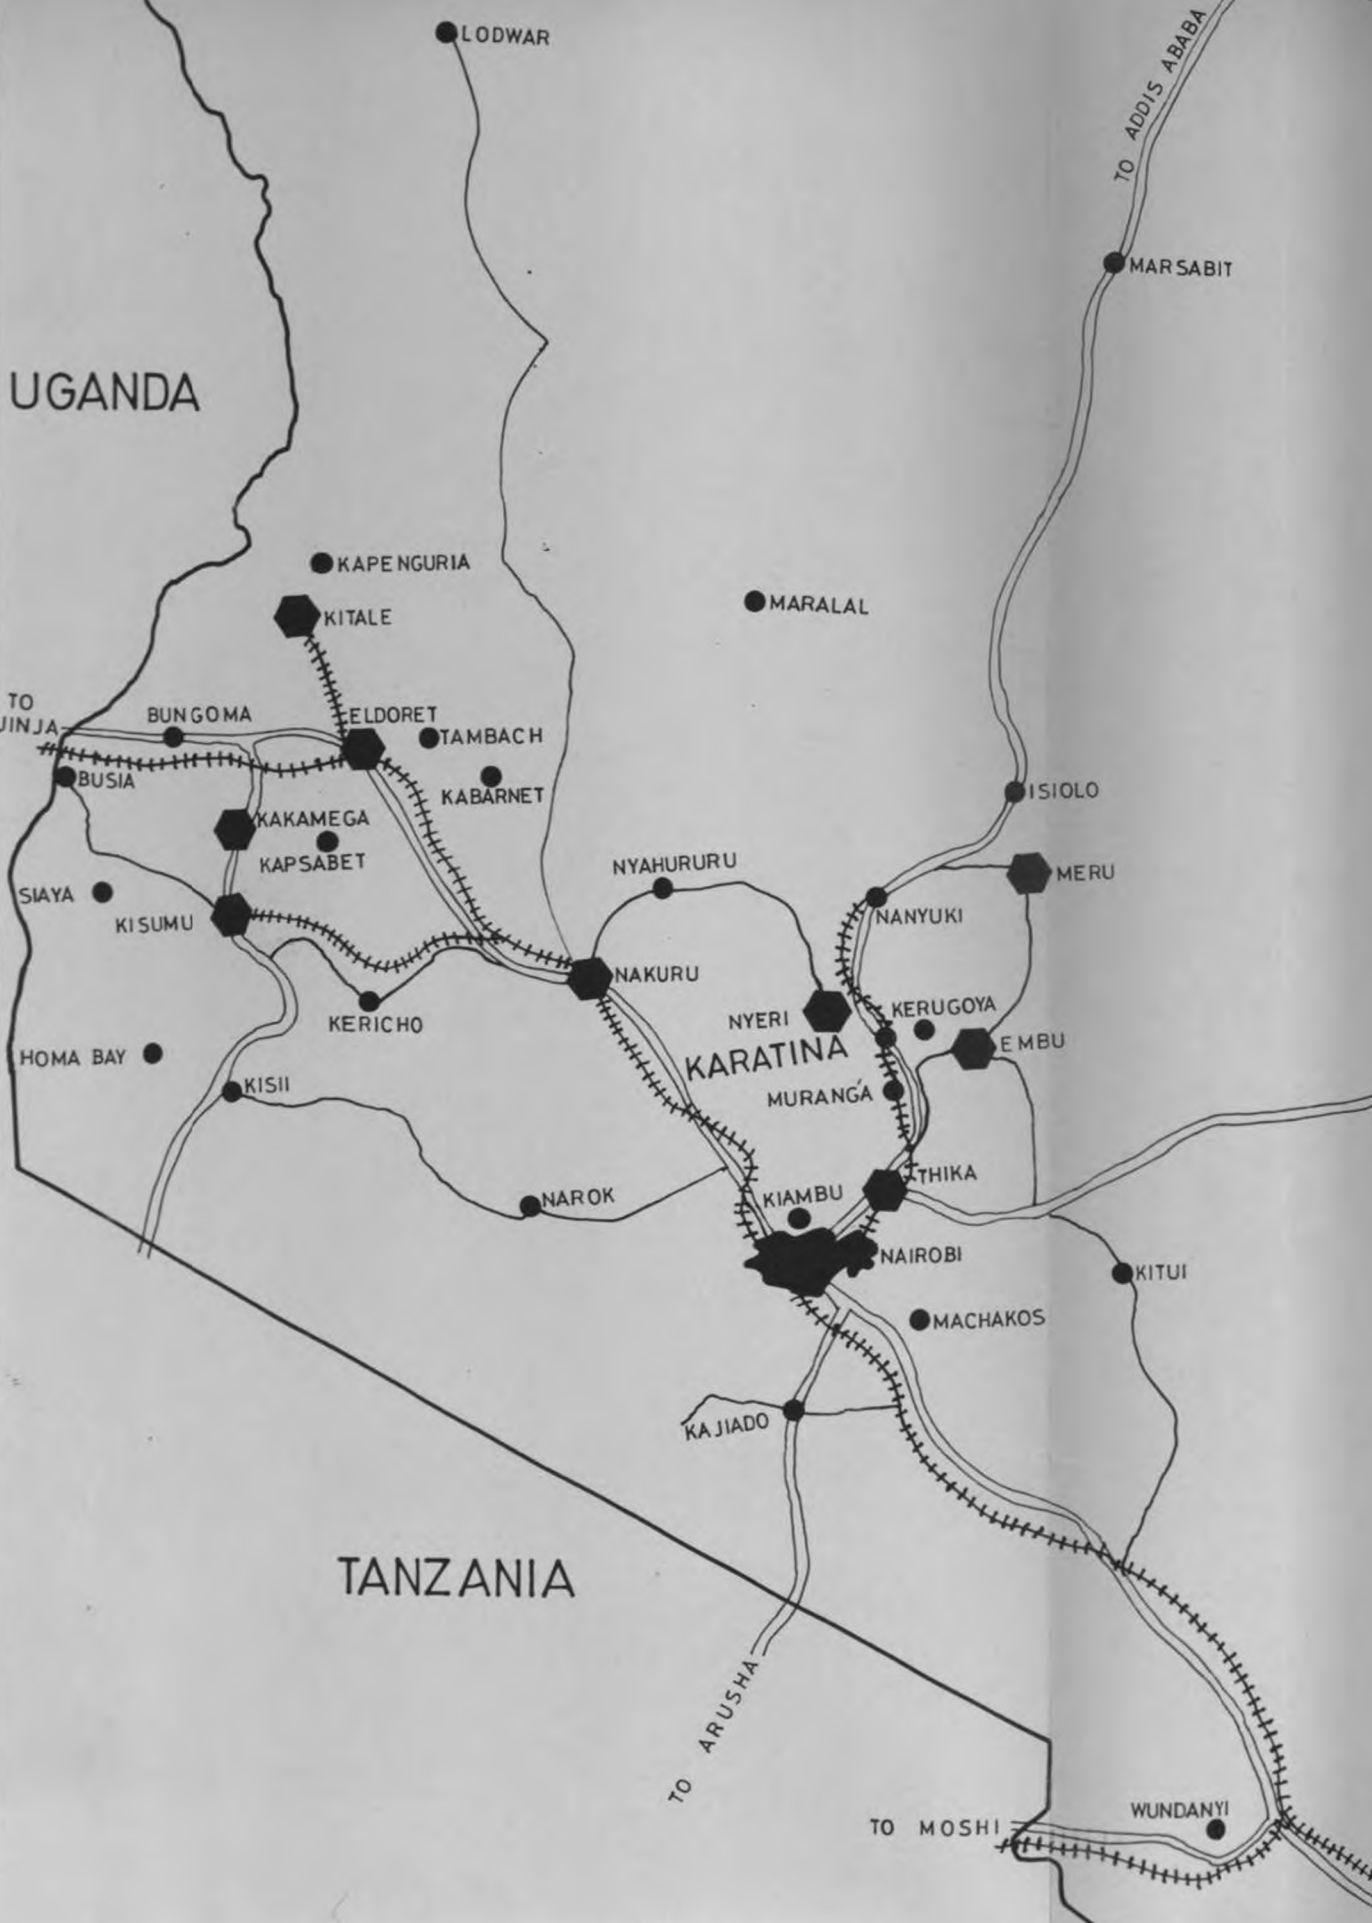 LODWAR
TO ADDIS ABABA
MARSABIT
UGANDA
KAPENGURIA
KITALE
MARALAL
TO
JINJA
BUNGOMA
ELDORET
TAMBACH
BUSIA
KABARNET
ISIOLO
KAKAMEGA
KAPSABET
NYAHURURU
MERU
SIAYA
KISUMU
NANYUKI
NAKURU
KERUGOYA
NYERI
KERICHO
EMBU
KARATINA
HOMA BAY
KISII
MURANG'A
THIKA
KIAMBU
NAROK
NAIROBI
KITUI
MACHAKOS
KAJIADO
TANZANIA
TO ARUSHA
WUNDANYI
TO MOSHI